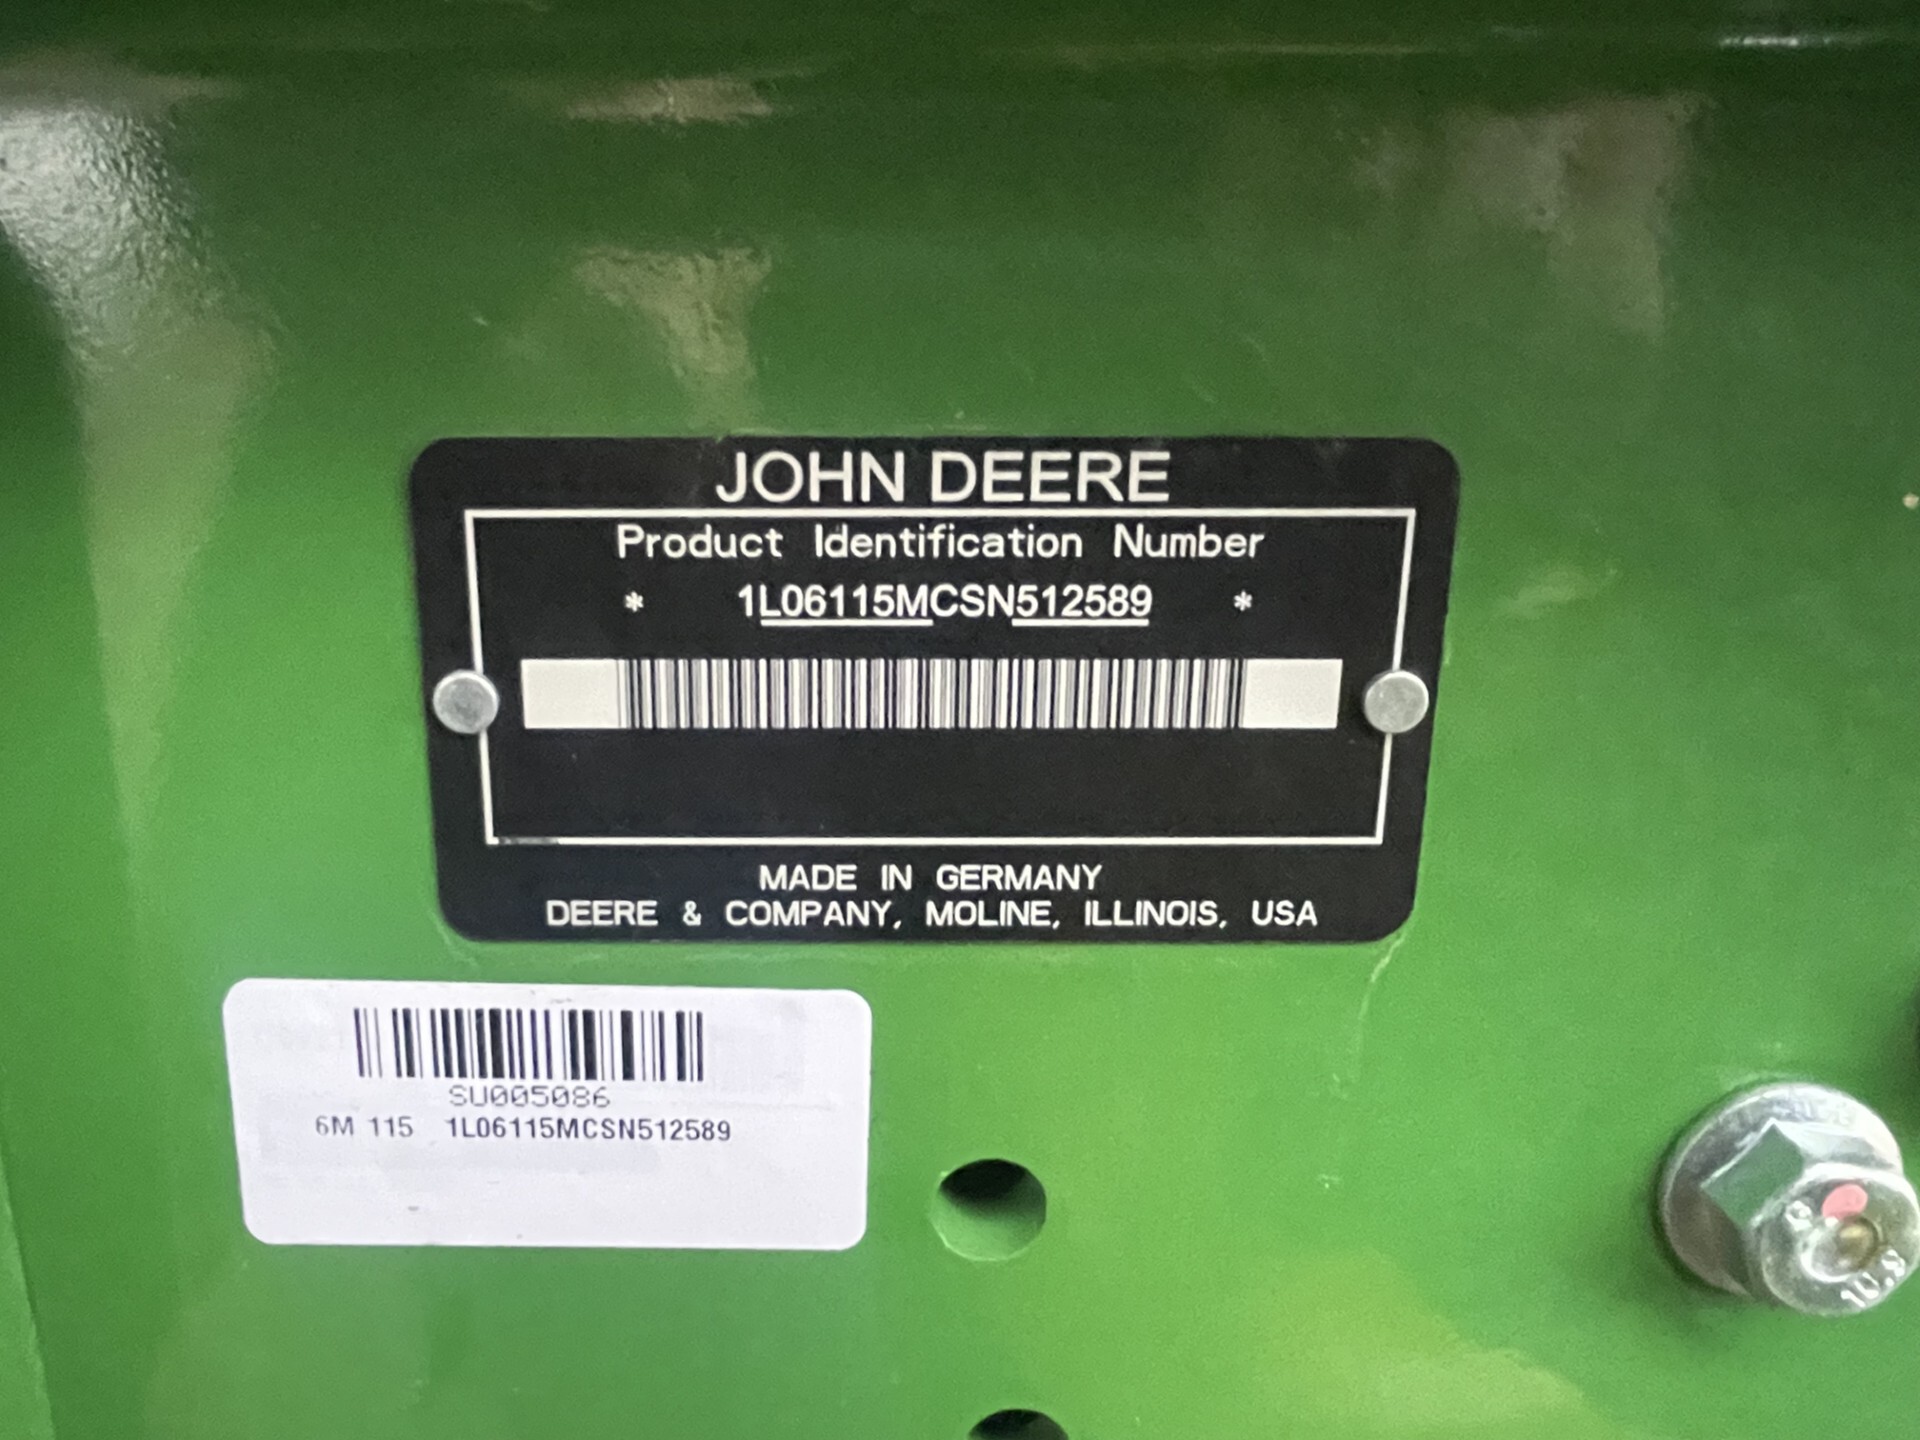 JOHN DEERE
Product Identification Number
* 1L06115MCSN512589 *
MADE IN GERMANY
DEERE & COMPANY, MOLINE, ILLINOIS, USA
SU005086
6M 115 1L06115MCSN512589